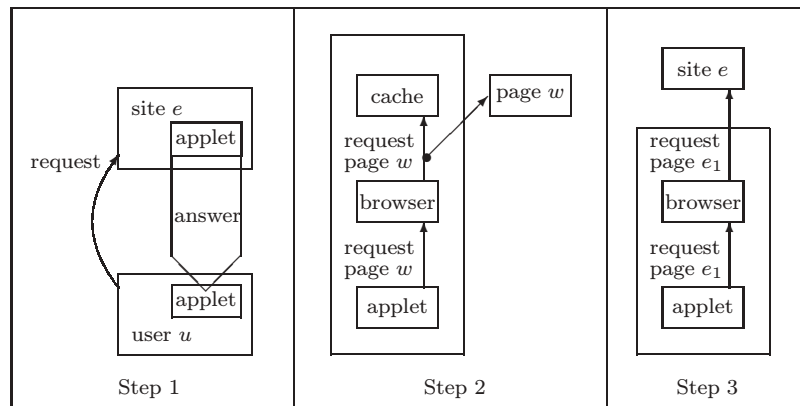 site e
applet
request
answer
applet
user u
Step 1
cache
page w
request
page w
browser
request
page w
applet
Step 2
site e
request
page e₁
browser
request
page e₁
applet
Step 3